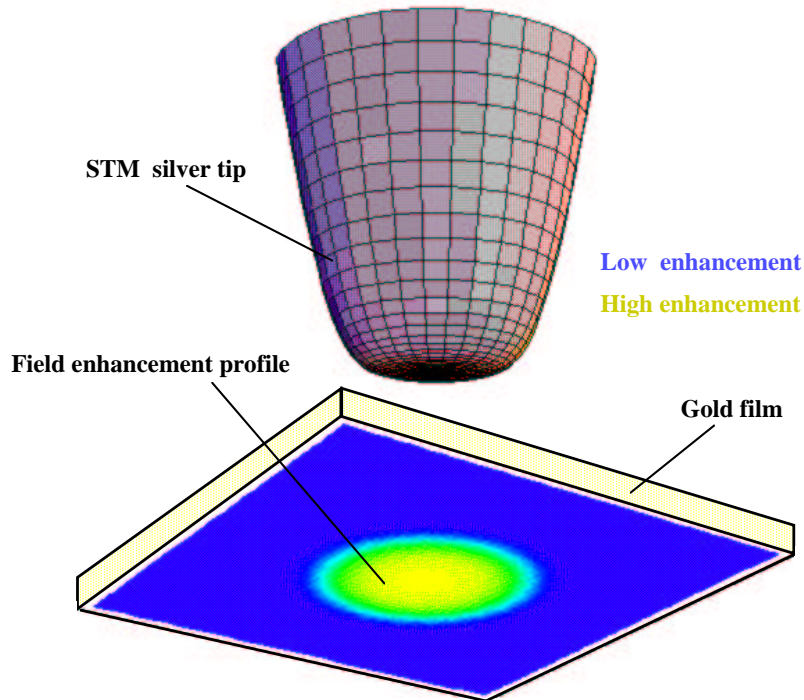 STM silver tip
Low enhancement
High enhancement
Field enhancement profile
Gold film